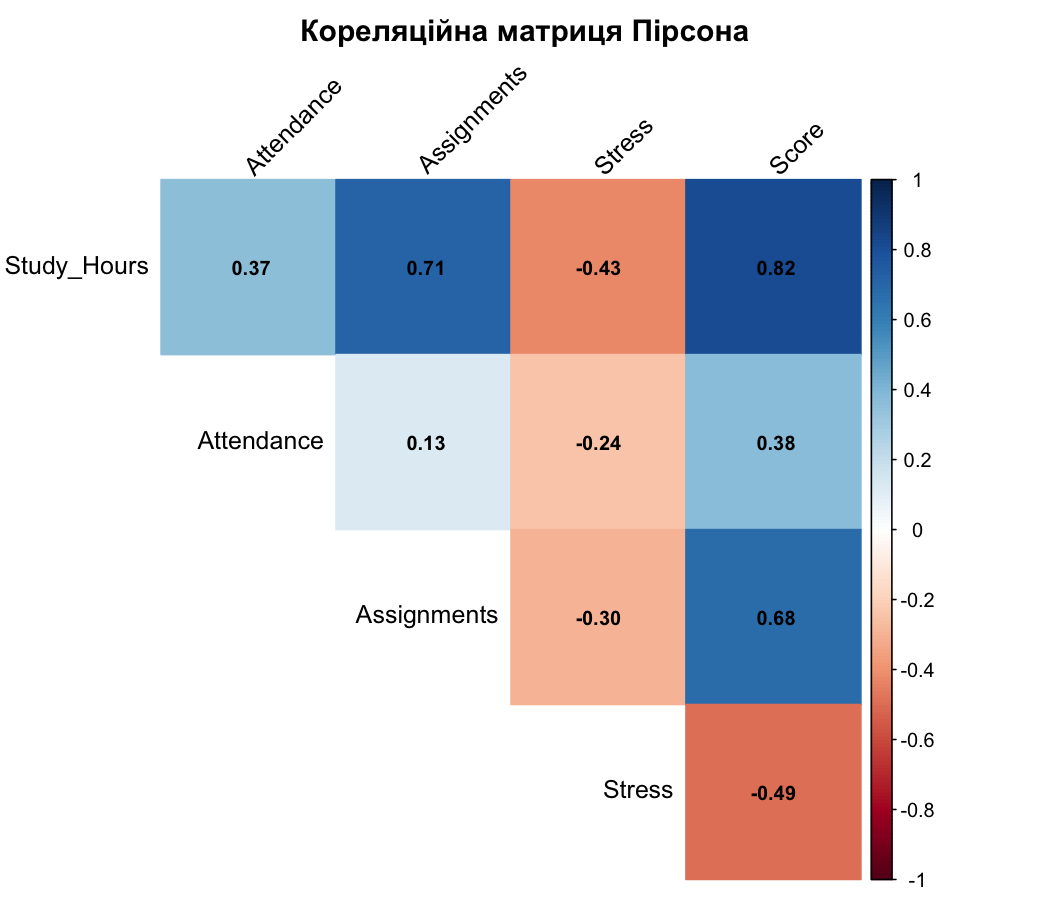 Кореляційна матриця Пірсона
Attendance
Assignments
Stress
Score
Study_Hours
0.37
0.71
-0.43
0.82
Attendance
0.13
-0.24
0.38
Assignments
-0.30
0.68
Stress
-0.49
1
0.8
0.6
0.4
0.2
0
-0.2
-0.4
-0.6
-0.8
-1